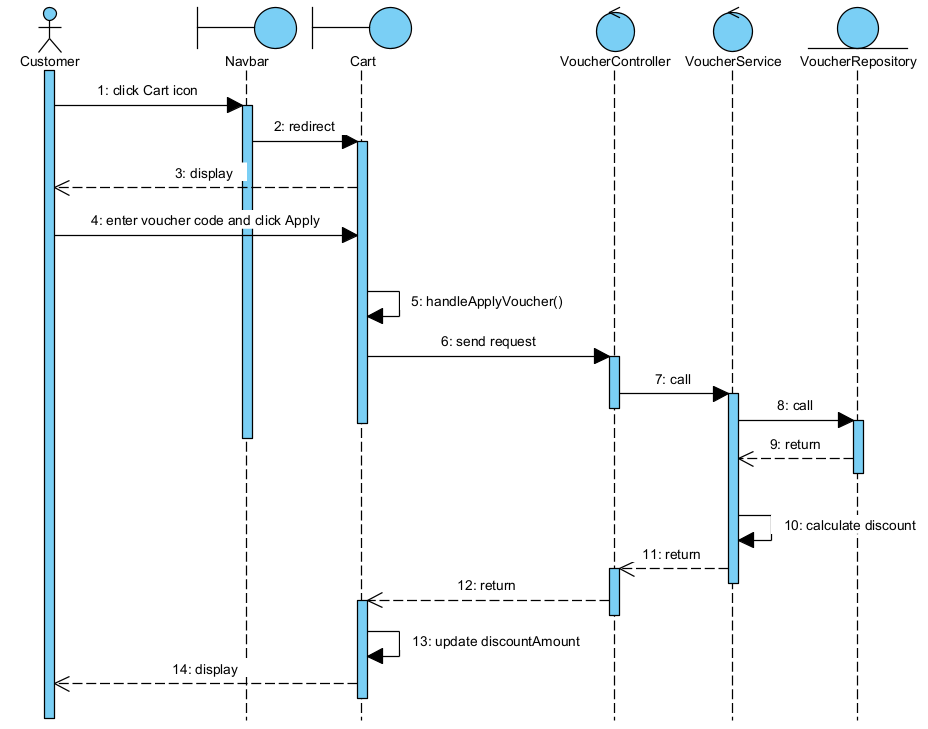 Customer
Navbar
Cart
VoucherController
VoucherService
VoucherRepository
1: click Cart icon
2: redirect
3: display
4: enter voucher code and click Apply
5: handleApplyVoucher()
6: send request
7: call
8: call
9: return
10: calculate discount
11: return
12: return
13: update discountAmount
14: display